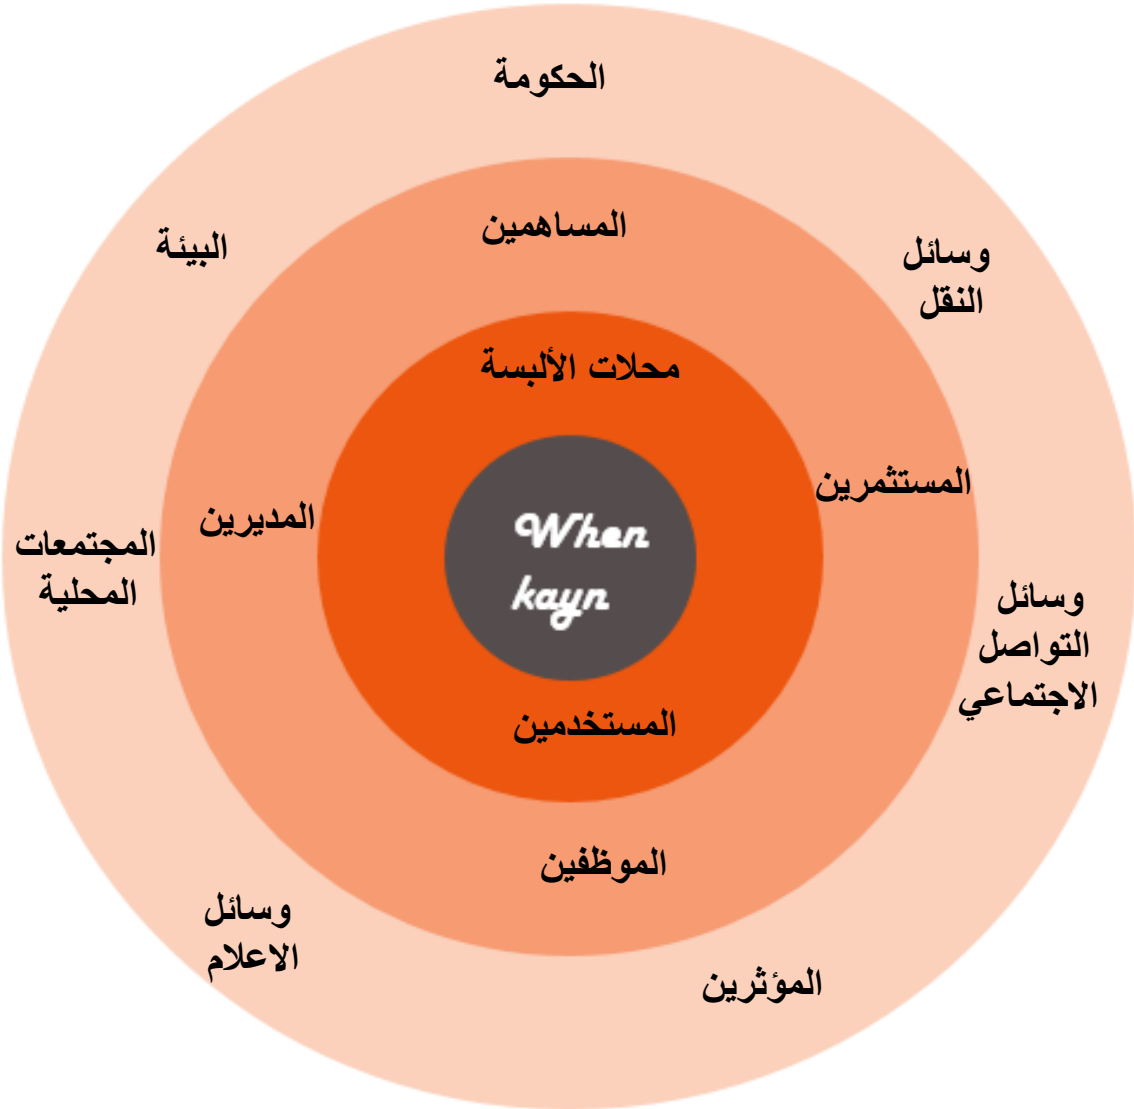 الحكومة
المساهمين
البيئة
وسائل
النقل
محلات الألبسة
المستثمرين
المديرين
When
kayn
المجتمعات
المحلية
وسائل
التواصل
الاجتماعي
المستخدمين
الموظفين
وسائل
الاعلام
المؤثرين